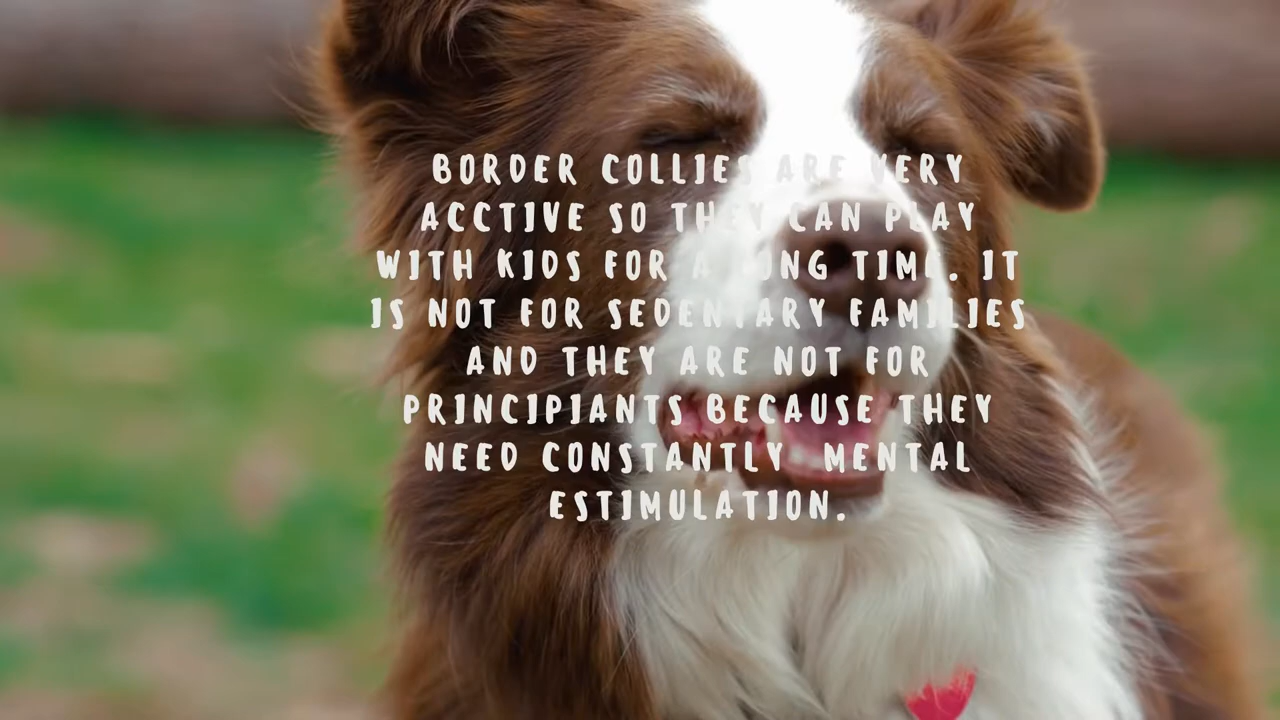 BORDER COLLIES ARE VERY
ACCTIVE SO THEY CAN PLAY
WITH KIDS FOR A LONG TIME. IT
IS NOT FOR SEDENTARY FAMILIES
AND THEY ARE NOT FOR
PRINCIPIANTS BECAUSE THEY
NEED CONSTANTLY MENTAL
ESTIMULATION.